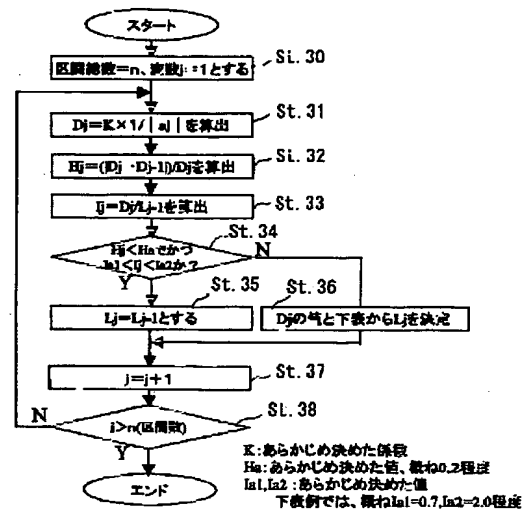 スタート
区間総数=n、変数j=1とする
St.30
Dj=K×1/|aj|を算出
St.31
Hj=(|Dj-Dj-1|)/Djを算出
St.32
Ij=Dj/Lj-1を算出
St.33
St.34
Hj<Haでかつ
Ia1<Ij<Ia2か?
N
Y
St.35
St.36
Lj=Lj-1とする
Djの値と下表からLjを決定
St.37
j=j+1
N
St.38
j>n(区間数)
Y
エンド
K:あらかじめ決めた係数
Ha:あらかじめ決めた値、概ね0.2程度
Ia1,Ia2:あらかじめ決めた値
下表例では、概ねIa1=0.7,Ia2=2.0程度